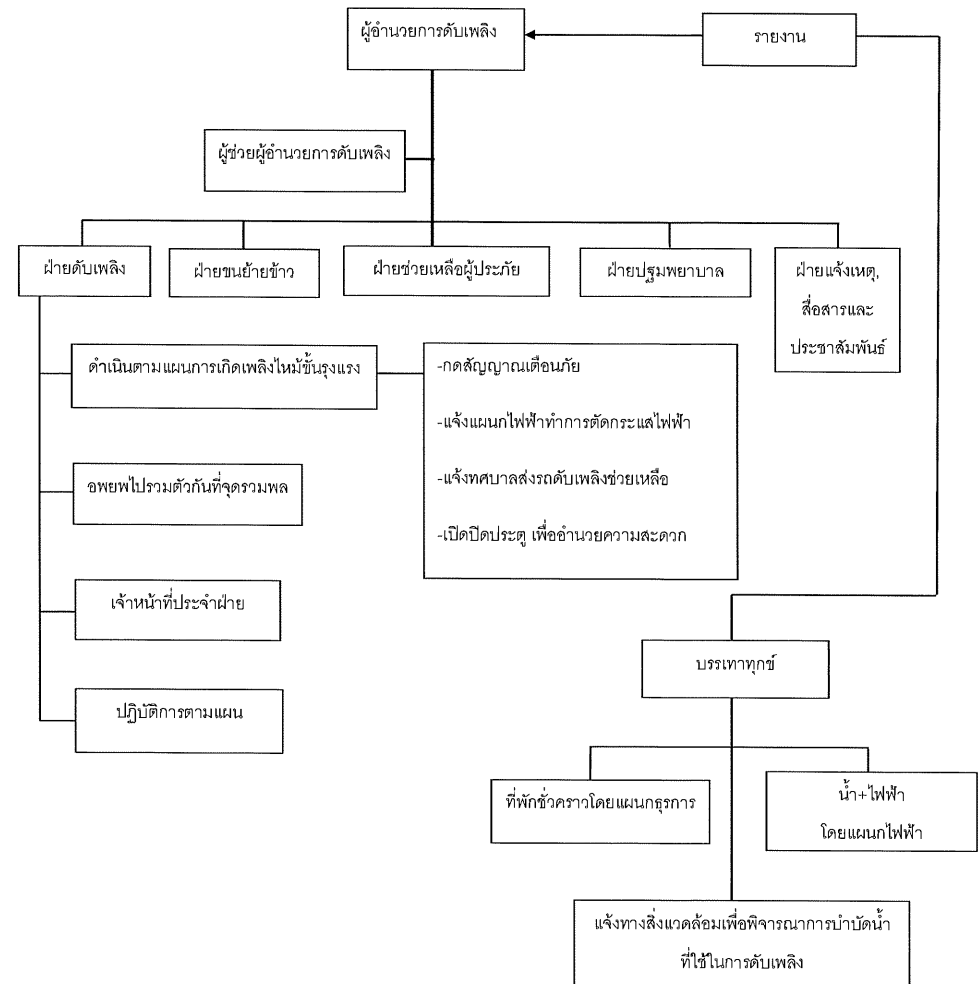 ผู้อำนวยการดับเพลิง
รายงาน
ผู้ช่วยผู้อำนวยการดับเพลิง
ฝ่ายดับเพลิง
ฝ่ายขนย้ายข้าว
ฝ่ายช่วยเหลือผู้ประภัย
ฝ่ายปฐมพยาบาล
ฝ่ายแจ้งเหตุ,
สื่อสารและ
ประชาสัมพันธ์
ดำเนินตามแผนการเกิดเพลิงไหม้ขั้นรุงแรง
-กดสัญญาณเตือนภัย
-แจ้งแผนกไฟฟ้าทำการตัดกระแสไฟฟ้า
-แจ้งทศบาลส่งรถดับเพลิงช่วยเหลือ
-เปิดปิดประตู เพื่ออำนวยความสะดวก
อพยพไปรวมตัวกันที่จุดรวมพล
เจ้าหน้าที่ประจำฝ่าย
ปฏิบัติการตามแผน
บรรเทาทุกข์
ที่พักชั่วคราวโดยแผนกธุรการ
น้ำ+ไฟฟ้า
โดยแผนกไฟฟ้า
แจ้งทางสิ่งแวดล้อมเพื่อพิจารณาการบำบัดน้ำ
ที่ใช้ในการดับเพลิง